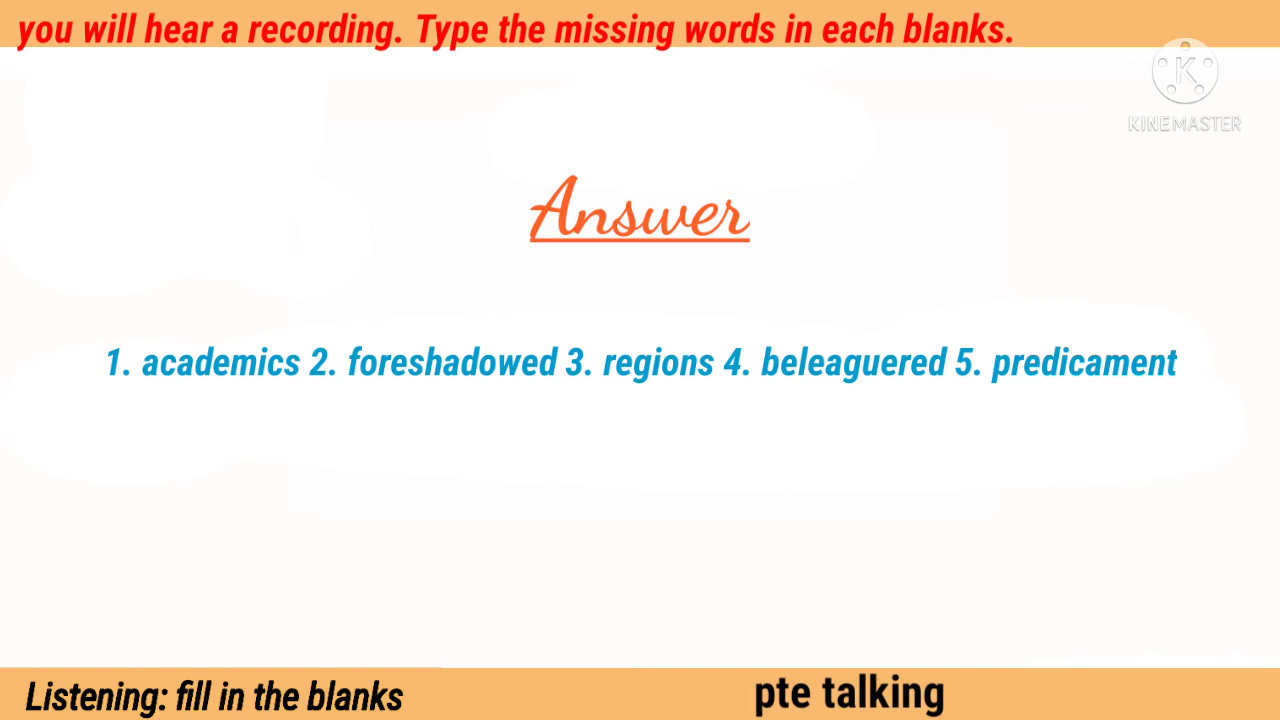 you will hear a recording. Type the missing words in each blanks.
K
KINEMASTER
Answer
1. academics 2. foreshadowed 3. regions 4. beleaguered 5. predicament
Listening: fill in the blanks
pte talking